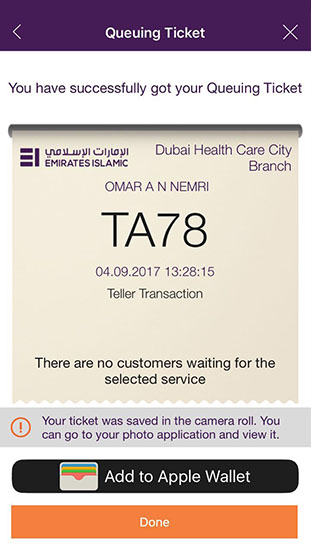 Queuing Ticket
You have successfully got your Queuing Ticket
الإمارات الإسلامي
EMIRATES ISLAMIC
Dubai Health Care City
Branch
OMAR A N NEMRI
TA78
04.09.2017 13:28:15
Teller Transaction
There are no customers waiting for the
selected service
Your ticket was saved in the camera roll. You
can go to your photo application and view it.
Add to Apple Wallet
Done